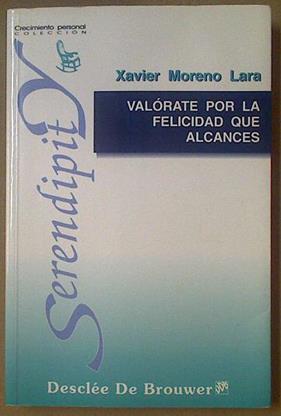 Crecimiento personal
COLECCIÓN
Serendipity
Xavier Moreno Lara
VALÓRATE POR LA
FELICIDAD QUE
ALCANCES
Desclée De Brouwer